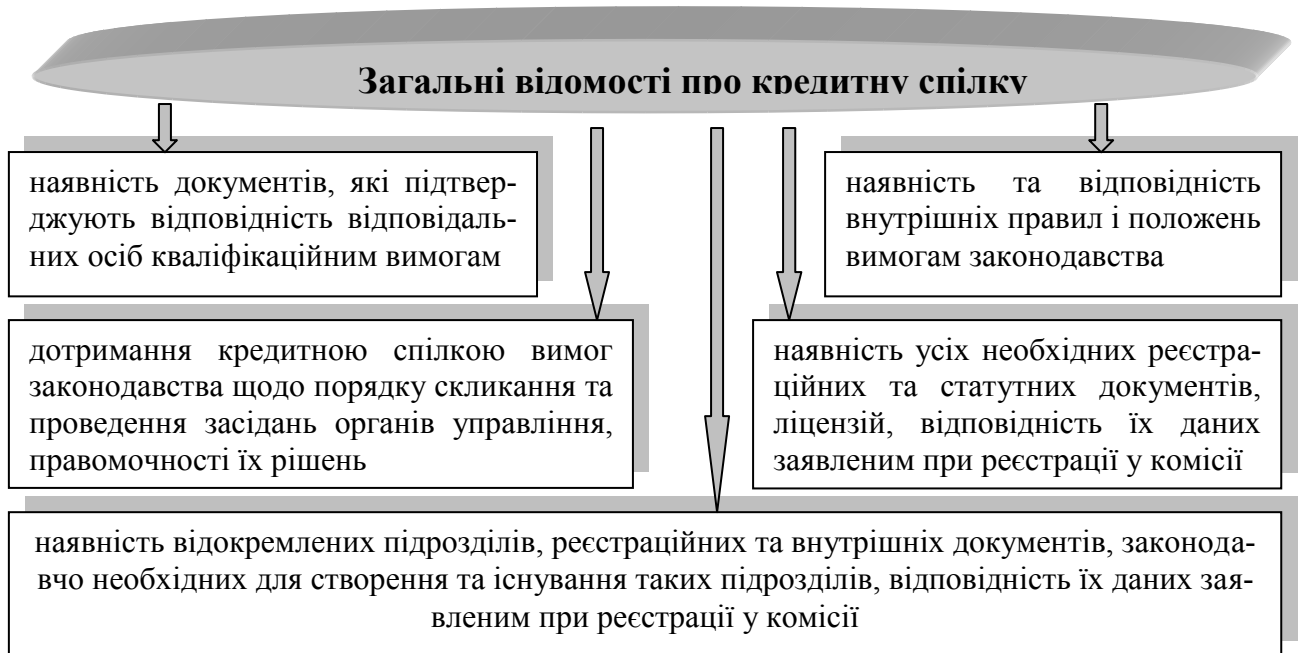 Загальні відомості про кредитну спілку
наявність документів, які підтвер-
джують відповідність відповідаль-
них осіб кваліфікаційним вимогам
наявність та відповідність
внутрішніх правил і положень
вимогам законодавства
дотримання кредитною спілкою вимог
законодавства щодо порядку скликання та
проведення засідань органів управління,
правомочності їх рішень
наявність усіх необхідних реєстра-
ційних та статутних документів,
ліцензій, відповідність їх даних
заявленим при реєстрації у комісії
наявність відокремлених підрозділів, реєстраційних та внутрішніх документів, законода-
вчо необхідних для створення та існування таких підрозділів, відповідність їх даних зая-
вленим при реєстрації у комісії